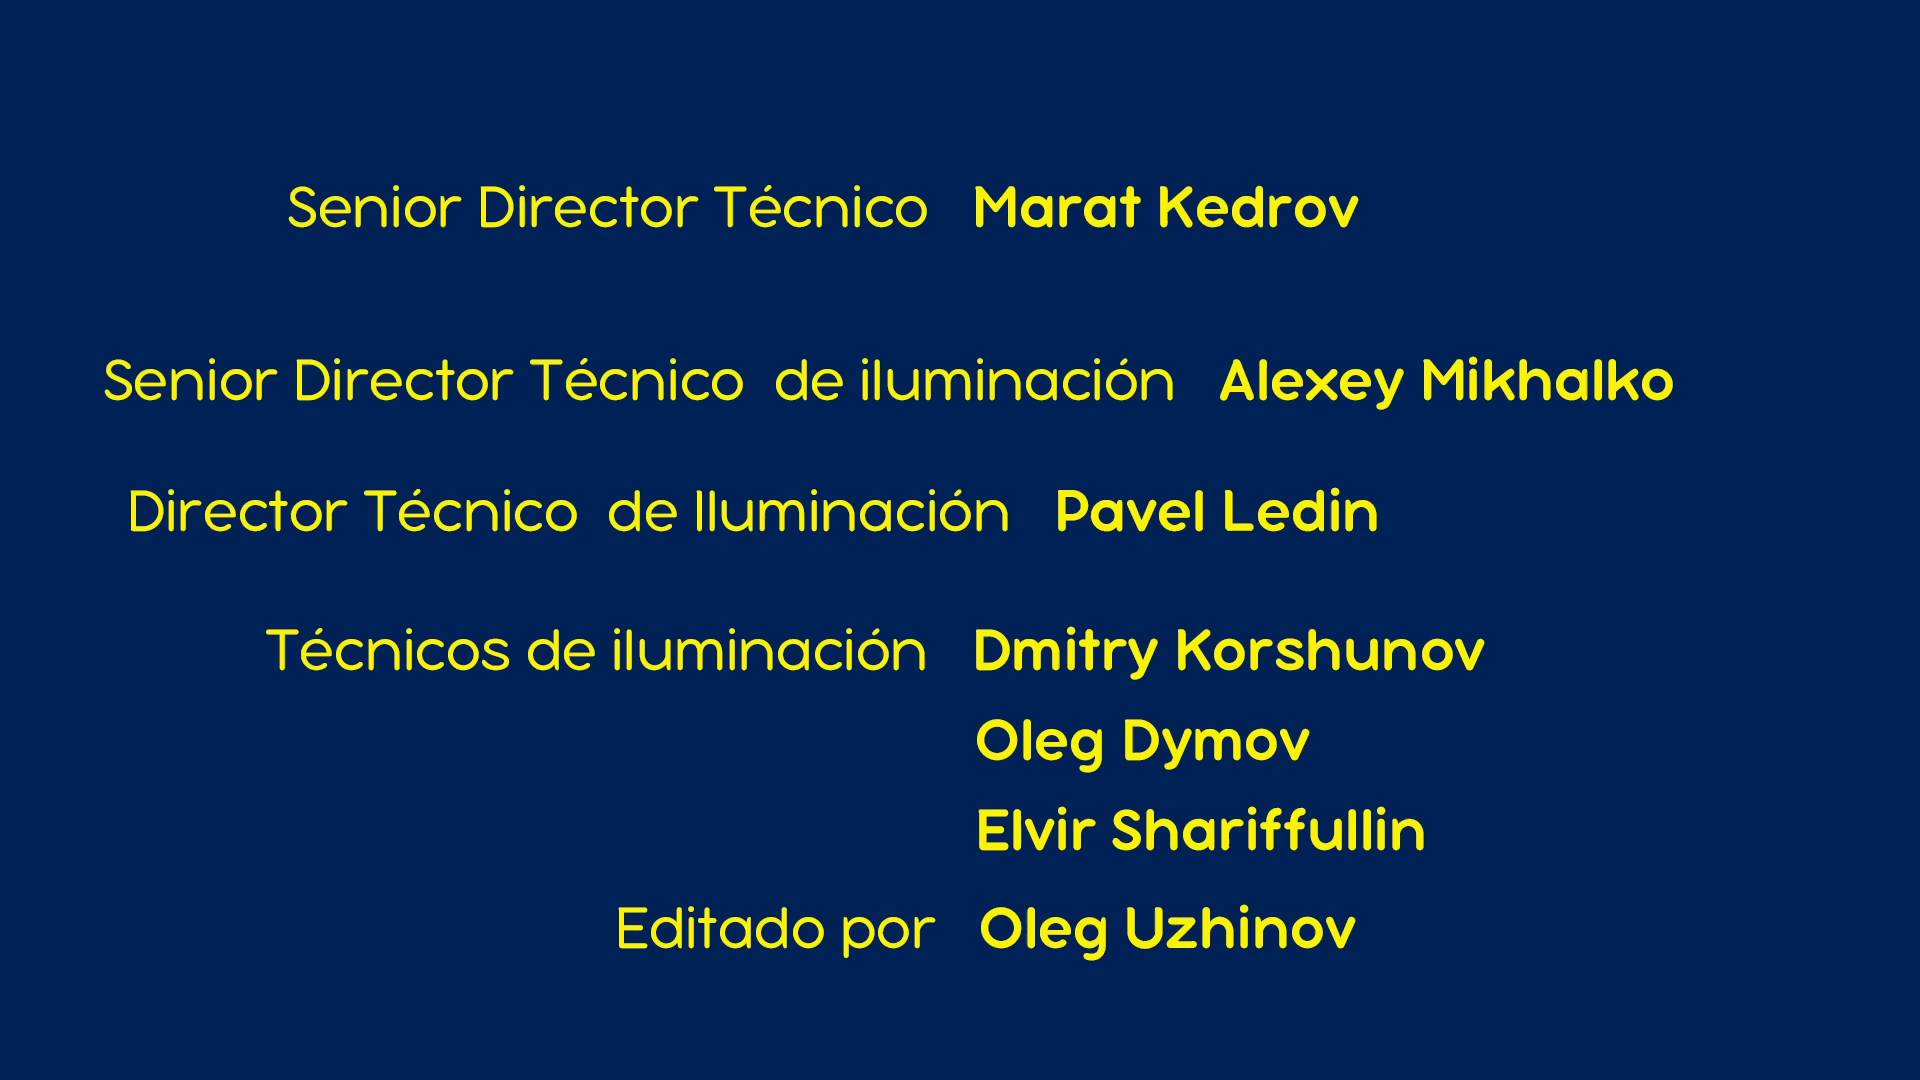 Senior Director Técnico Marat Kedrov
Senior Director Técnico de iluminación Alexey Mikhalko
Director Técnico de Iluminación Pavel Ledin
Técnicos de iluminación Dmitry Korshunov
Oleg Dymov
Elvir Shariffullin
Editado por Oleg Uzhinov